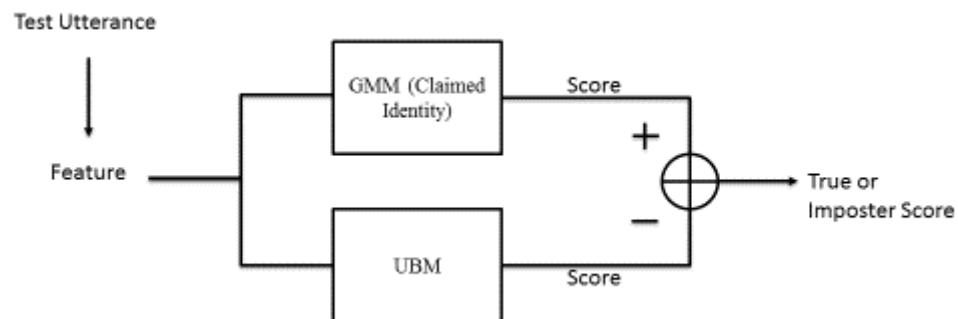 Test Utterance
GMM (Claimed
Identity)
Score
+
Feature
True or
Imposter Score
−
UBM
Score